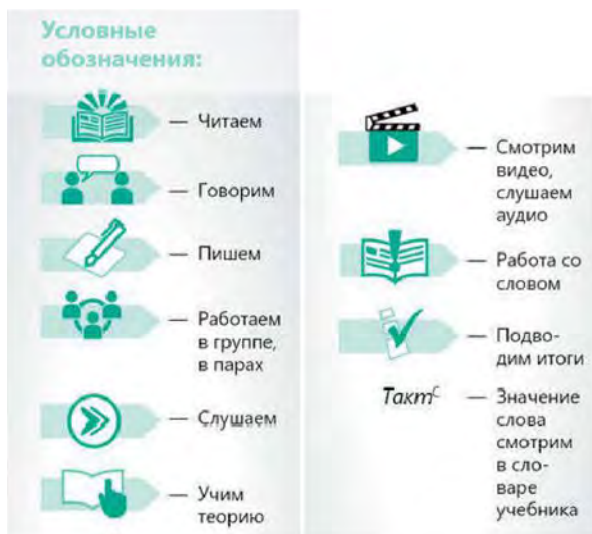 Условные
обозначения:
— Читаем
— Говорим
— Пишем
— Работаем
в группе,
в парах
— Слушаем
— Учим
теорию
— Смотрим
видео,
слушаем
аудио
— Работа со
словом
— Подво-
дим итоги
Тактᶜ — Значение
слова
смотрим
в сло-
варе
учебника